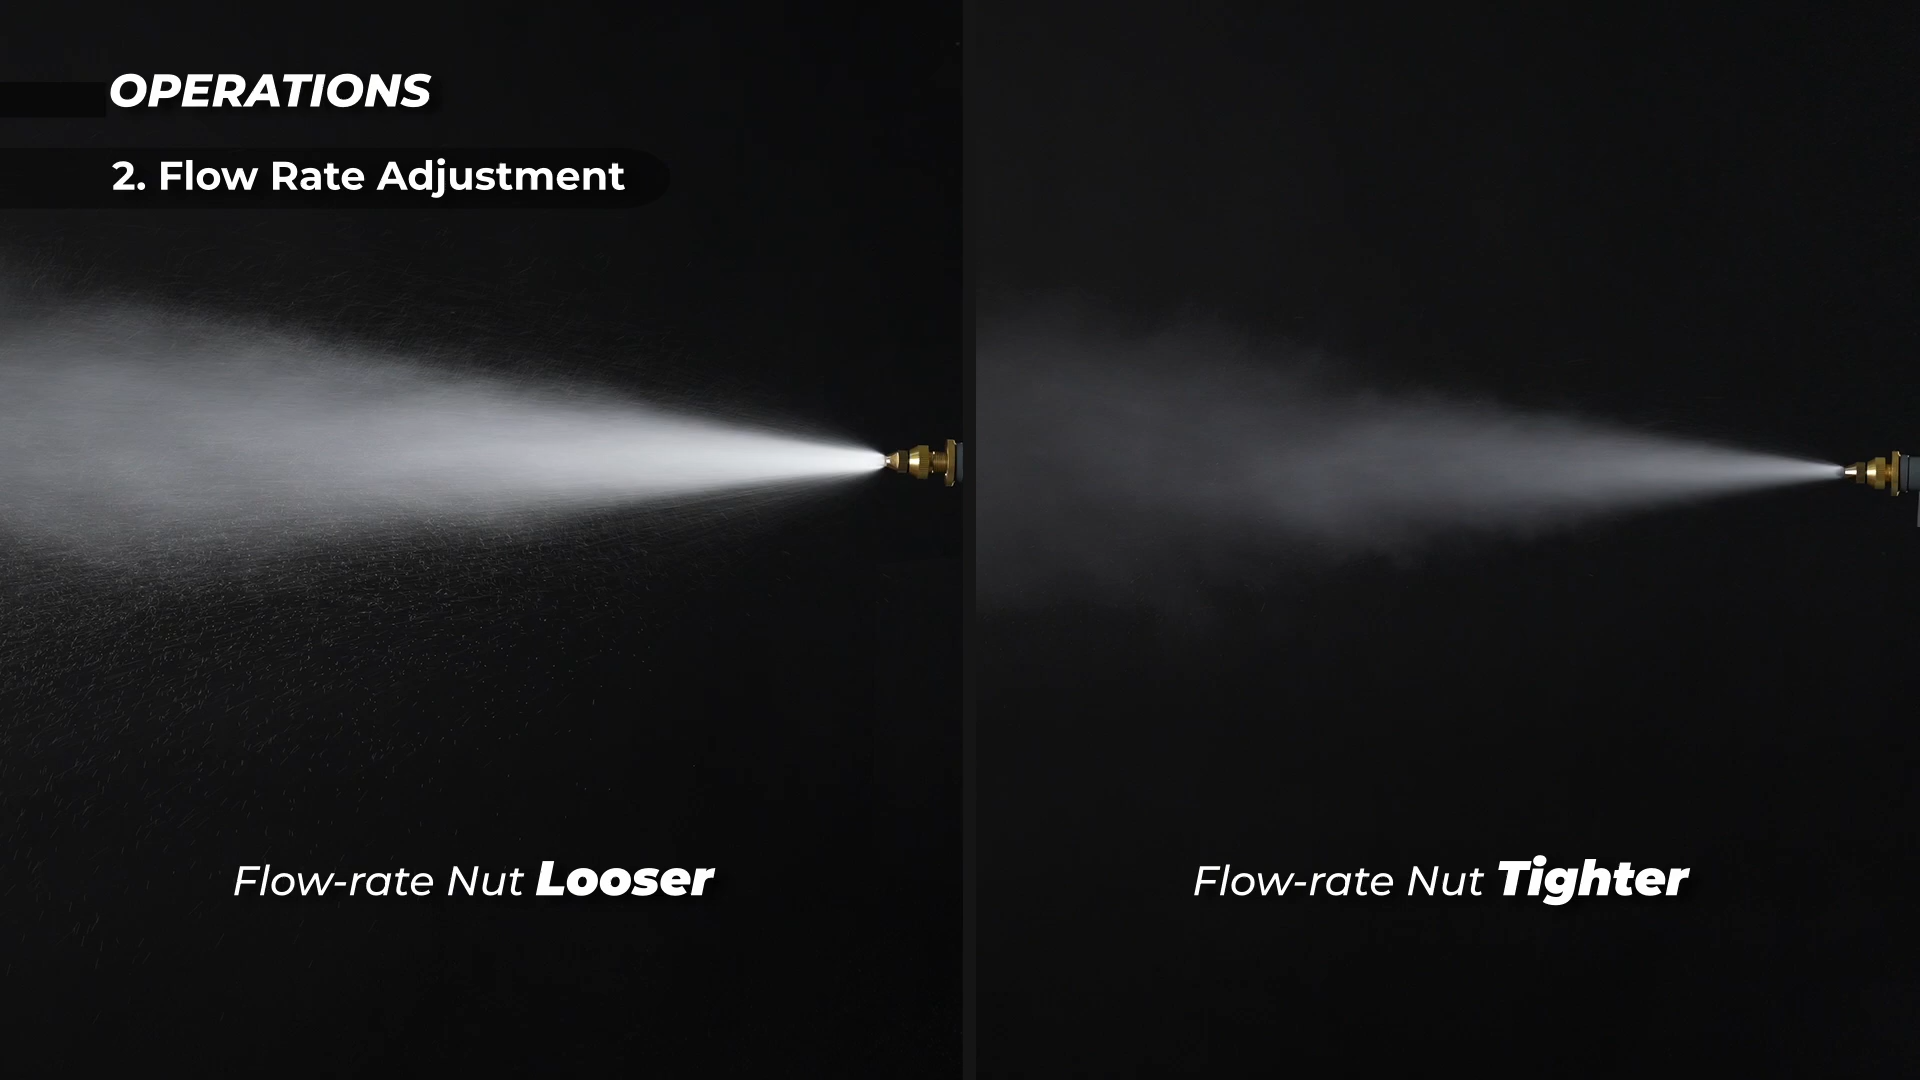 OPERATIONS
2. Flow Rate Adjustment
Flow-rate Nut Looser
Flow-rate Nut Tighter